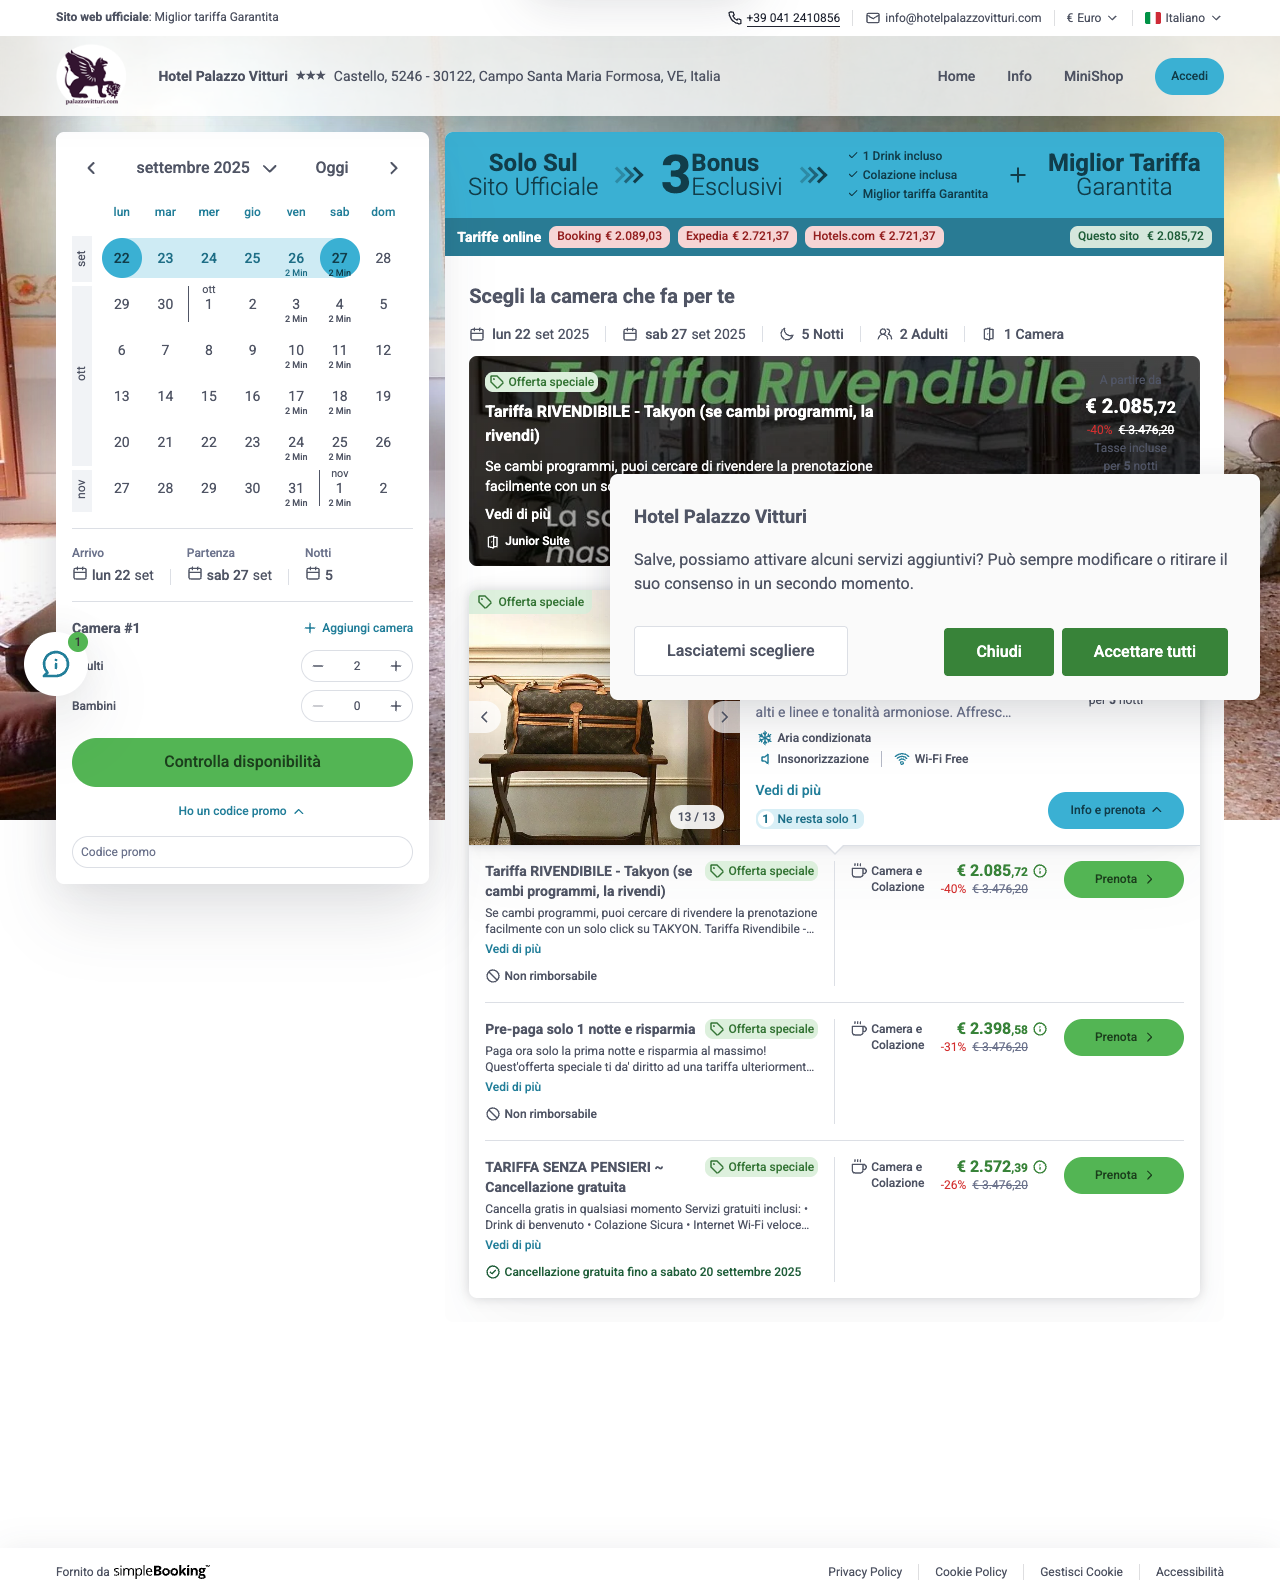 Sito web ufficiale: Miglior tariffa Garantita
+39 041 2410856
info@hotelpalazzovitturi.com
€ Euro
Italiano
palazzovitturi.com
Hotel Palazzo Vitturi ★★★ Castello, 5246 - 30122, Campo Santa Maria Formosa, VE, Italia
Home
Info
MiniShop
Accedi
settembre 2025
Oggi
lun mar mer gio ven sab dom
set
22 23 24 25 26 27 28
2 Min 2 Min
ott
ott
29 30 1 2 3 4 5
2 Min 2 Min
6 7 8 9 10 11 12
2 Min 2 Min
13 14 15 16 17 18 19
2 Min 2 Min
20 21 22 23 24 25 26
2 Min 2 Min
nov
nov
27 28 29 30 31 1 2
2 Min 2 Min
Arrivo
lun 22 set
Partenza
sab 27 set
Notti
5
Camera #1
Aggiungi camera
1
ulti
2
Bambini
0
Controlla disponibilità
Ho un codice promo
Codice promo
Solo Sul
Sito Ufficiale
3 Bonus
Esclusivi
1 Drink incluso
Colazione inclusa
Miglior tariffa Garantita
Miglior Tariffa
Garantita
Tariffe online
Booking € 2.089,03
Expedia € 2.721,37
Hotels.com € 2.721,37
Questo sito € 2.085,72
Scegli la camera che fa per te
lun 22 set 2025
sab 27 set 2025
5 Notti
2 Adulti
1 Camera
Tariffa Rivendibile
Offerta speciale
Tariffa RIVENDIBILE - Takyon (se cambi programmi, la
rivendi)
Se cambi programmi, puoi cercare di rivendere la prenotazione
facilmente con un s
Vedi di più
Junior Suite
A partire da
€ 2.085,72
-40% € 3.476,20
Tasse incluse
per 5 notti
Hotel Palazzo Vitturi
Salve, possiamo attivare alcuni servizi aggiuntivi? Può sempre modificare o ritirare il
suo consenso in un secondo momento.
Lasciatemi scegliere
Chiudi
Accettare tutti
Offerta speciale
13 / 13
per 5 notti
alti e linee e tonalità armoniose. Affresc...
Aria condizionata
Insonorizzazione
Wi-Fi Free
Vedi di più
1 Ne resta solo 1
Info e prenota
Tariffa RIVENDIBILE - Takyon (se
cambi programmi, la rivendi)
Offerta speciale
Se cambi programmi, puoi cercare di rivendere la prenotazione
facilmente con un solo click su TAKYON. Tariffa Rivendibile -...
Vedi di più
Non rimborsabile
Camera e
Colazione
€ 2.085,72
-40% € 3.476,20
Prenota
Pre-paga solo 1 notte e risparmia
Offerta speciale
Paga ora solo la prima notte e risparmia al massimo!
Quest'offerta speciale ti da' diritto ad una tariffa ulteriorment...
Vedi di più
Non rimborsabile
Camera e
Colazione
€ 2.398,58
-31% € 3.476,20
Prenota
TARIFFA SENZA PENSIERI ~
Cancellazione gratuita
Offerta speciale
Cancella gratis in qualsiasi momento Servizi gratuiti inclusi: •
Drink di benvenuto • Colazione Sicura • Internet Wi-Fi veloce...
Vedi di più
Cancellazione gratuita fino a sabato 20 settembre 2025
Camera e
Colazione
€ 2.572,39
-26% € 3.476,20
Prenota
Fornito da simpleBooking
Privacy Policy
Cookie Policy
Gestisci Cookie
Accessibilità